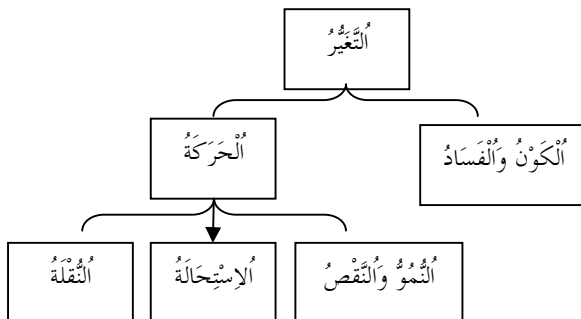 اُلتَّغَيُّرُ
اُلْحَرَكَةُ
اُلْكَوْنُ وَاُلْفَسَادُ
اُلنُّمُوُّ وَاُلنَّقْصُ
اُلاِسْتِحَالَةُ
اُلنُّقْلَةُ